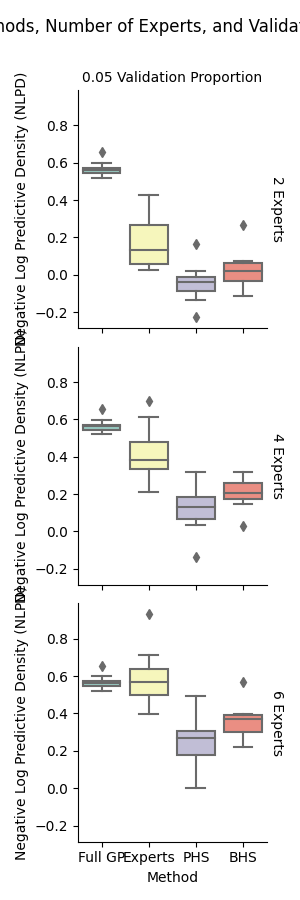 hods, Number of Experts, and Valida
0.05 Validation Proportion
Negative Log Predictive Density (NLPD)
0.8
0.6
0.4
0.2
0.0
−0.2
2 Experts
Negative Log Predictive Density (NLPD)
0.8
0.6
0.4
0.2
0.0
−0.2
4 Experts
Negative Log Predictive Density (NLPD)
0.8
0.6
0.4
0.2
0.0
−0.2
6 Experts
Full GP Experts PHS BHS
Method